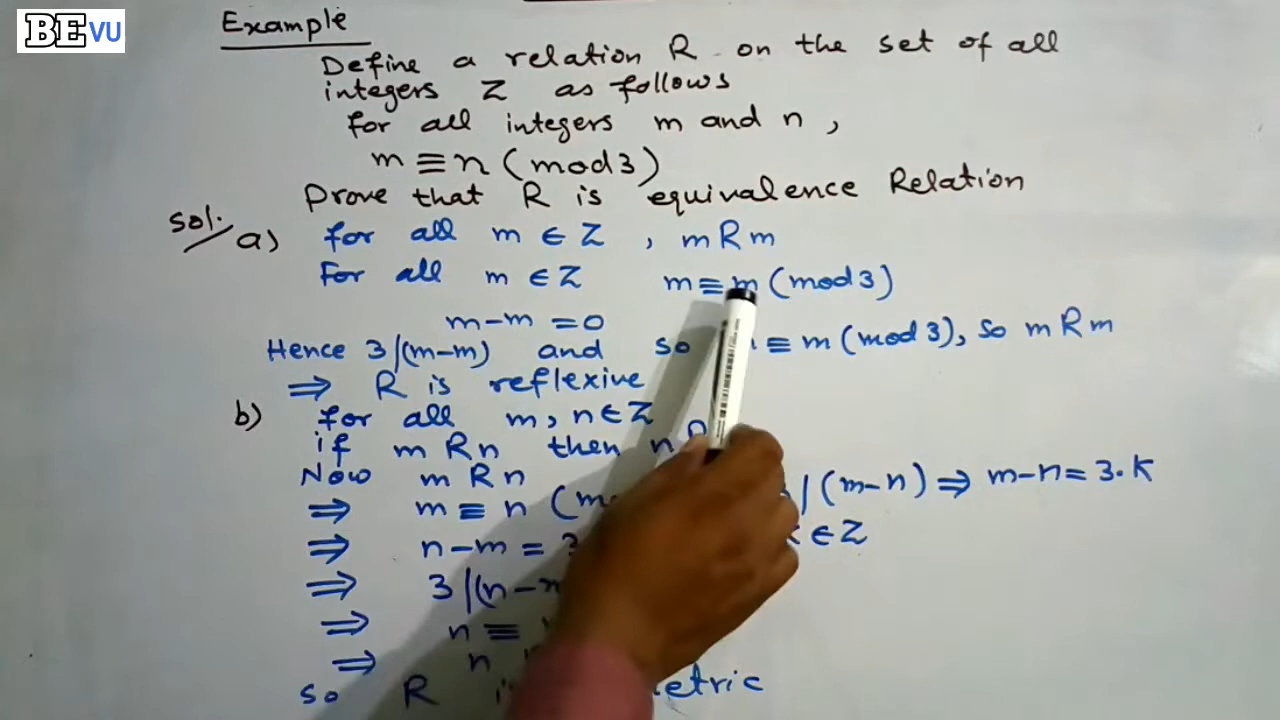 BEVU
Example
Define a relation R on the set of all
integers Z as follows
for all integers m and n ,
m ≡ n (mod 3)
Prove that R is equivalence Relation
Sol. a) for all m ∈ Z , m R m
For all m ∈ Z m ≡ m (mod 3)
m - m = 0
Hence 3 | (m-m) and so ≡ m (mod 3), so m R m
⇒ R is reflexive
b) for all m, n ∈ Z
if m R n then n
Now m R n
⇒ m ≡ n | (m-n) ⇒ m-n = 3.K
⇒ n-m = ∈ Z
⇒ 3 |(n-
⇒ n ≡
⇒ n
So R